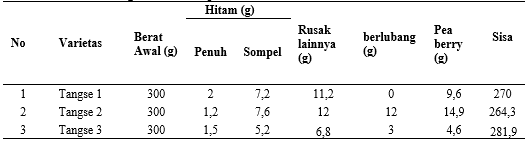 No Varietas Berat Awal (g) Hitam (g) Penuh Sompel Rusak lainnya (g) berlubang (g) Pea berry (g) Sisa
1 Tangse 1 300 2 7,2 11,2 0 9,6 270
2 Tangse 2 300 1,2 7,6 12 12 14,9 264,3
3 Tangse 3 300 1,5 5,2 6,8 3 4,6 281,9